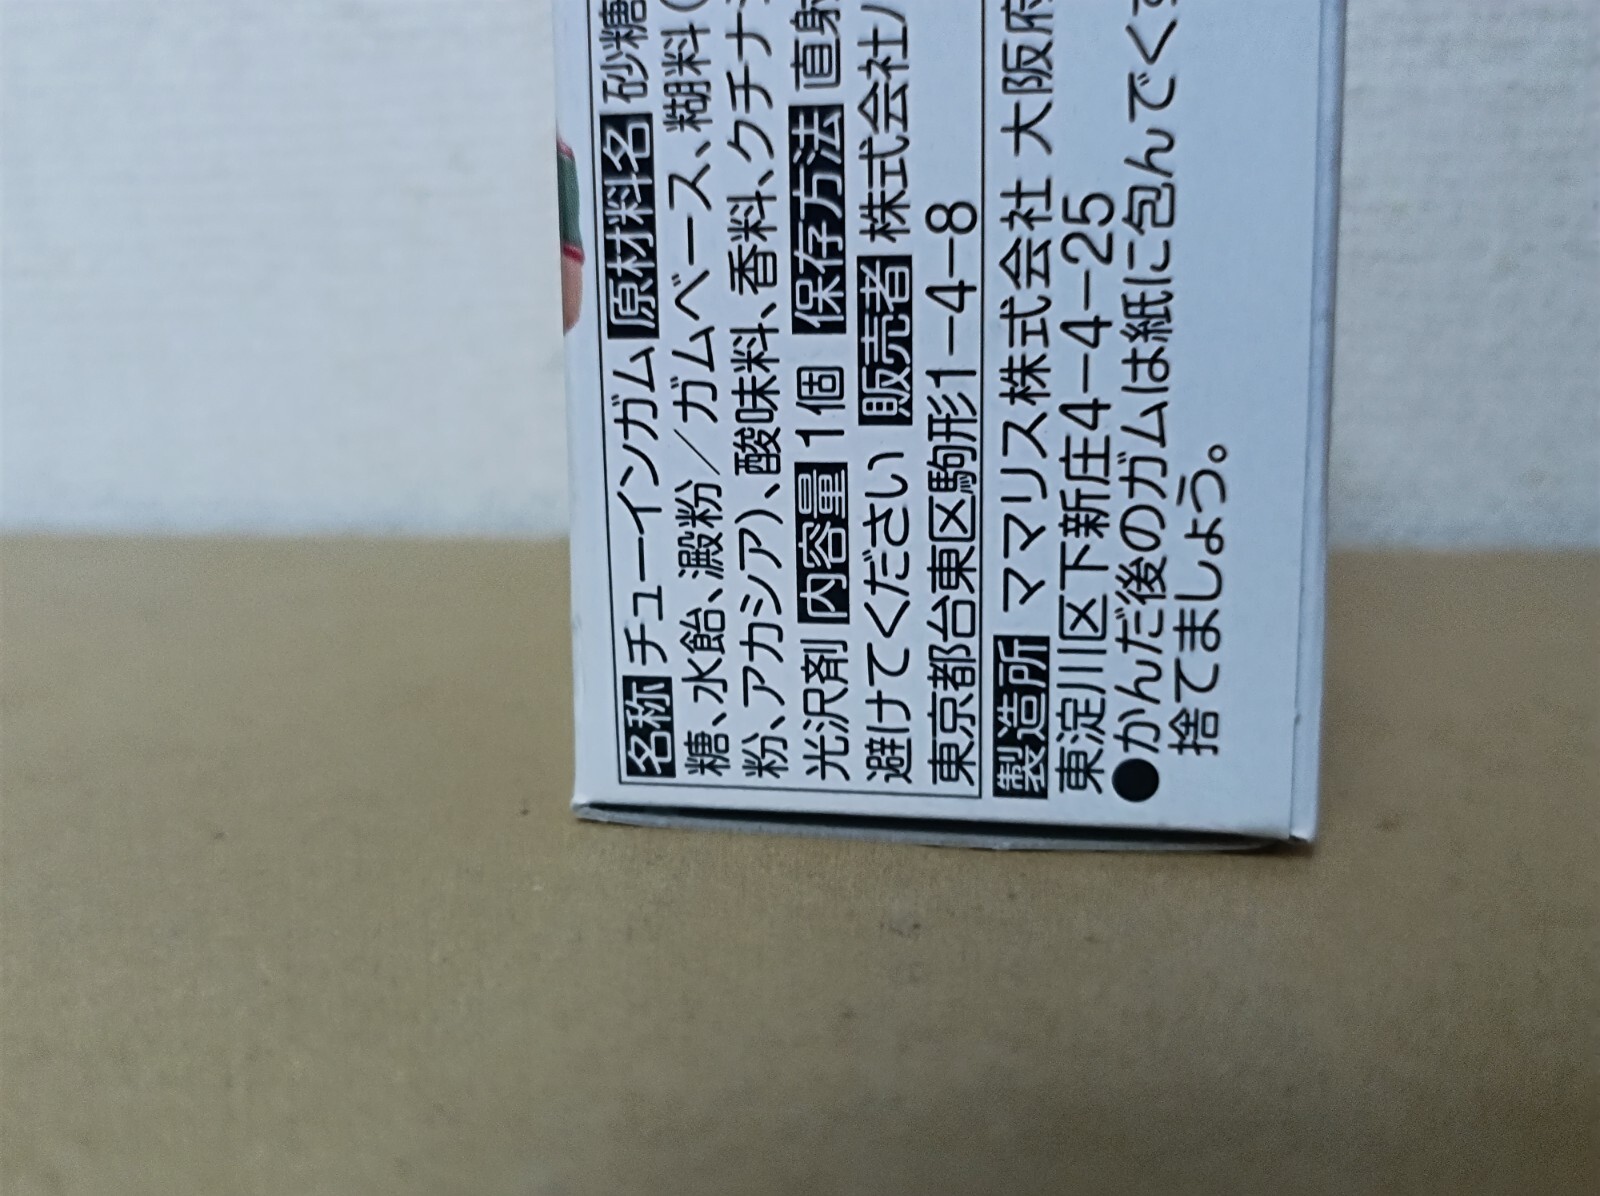 名称 チューインガム 原材料名 砂糖
糖、水飴、澱粉/ガムベース、糊料(
粉、アカシア)、酸味料、香料、クチナ
光沢剤 内容量 1個 保存方法 直射
避けてください 販売者 株式会社
東京都台東区駒形1-4-8
製造所 ママリス株式会社 大阪府
東淀川区下新庄4-4-25
●かんだ後のガムは紙に包んでく
捨てましょう。